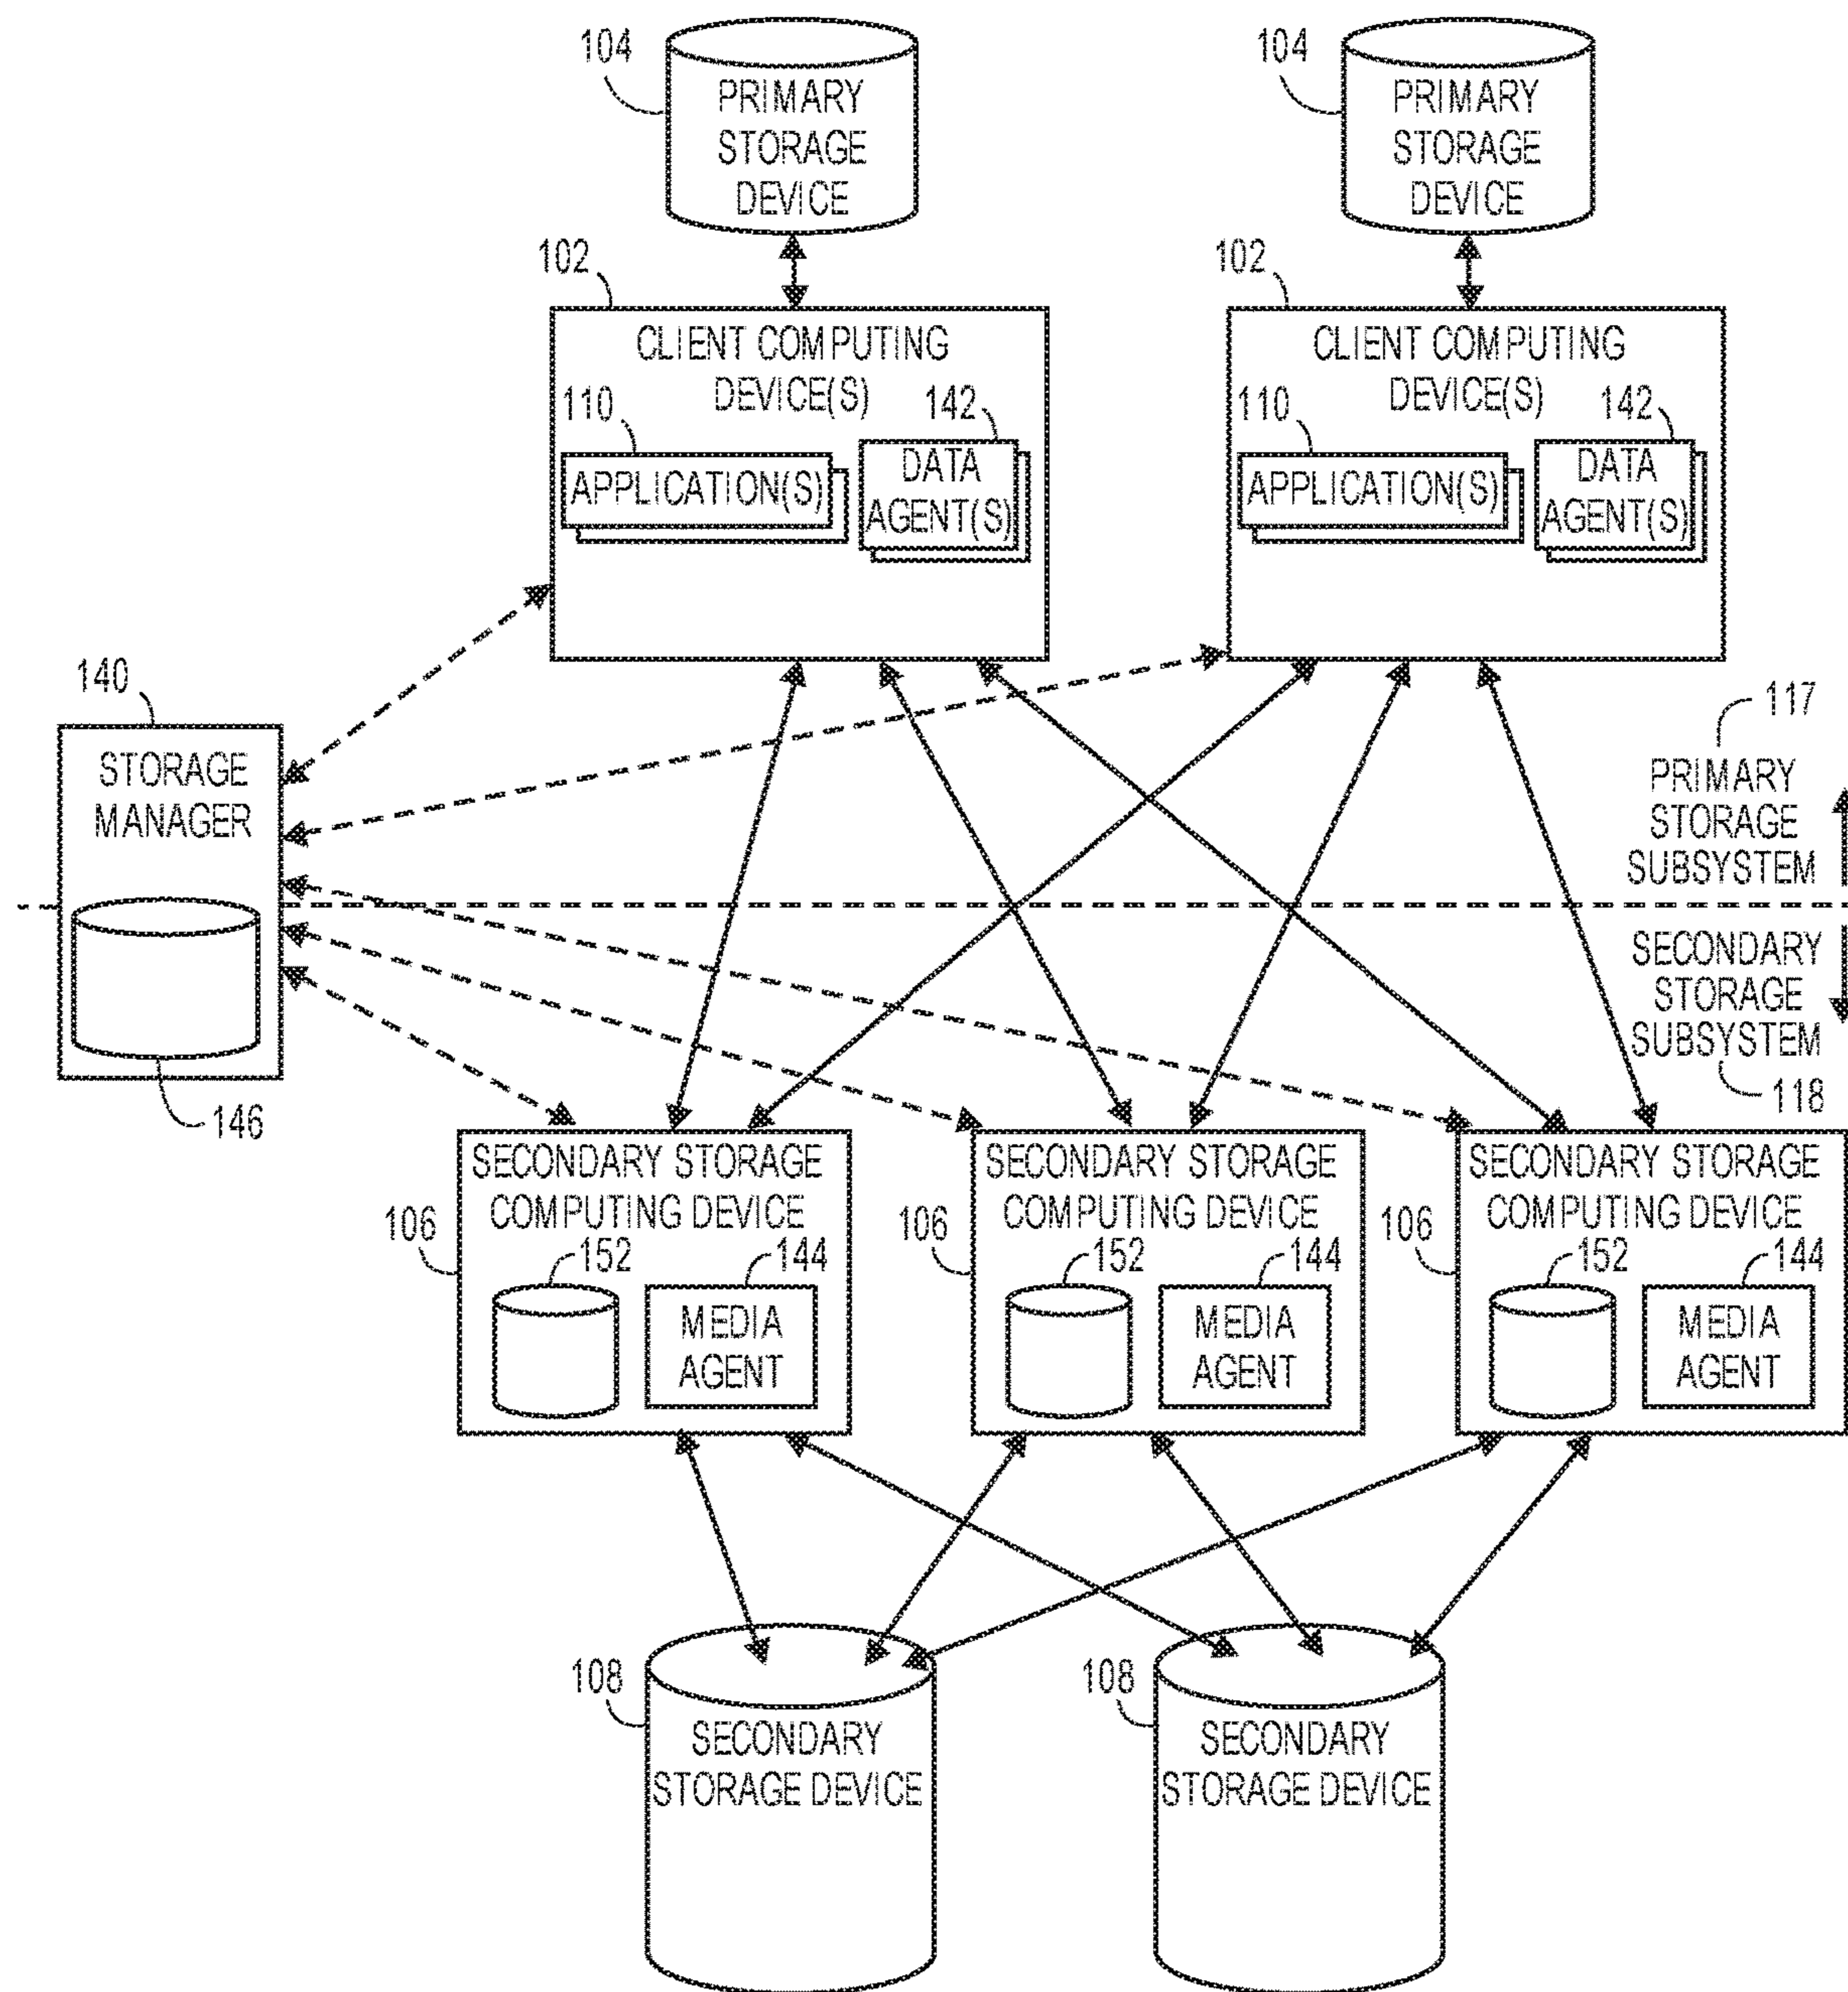 104
PRIMARY
STORAGE
DEVICE
104
PRIMARY
STORAGE
DEVICE
102
CLIENT COMPUTING
DEVICE(S)
110
APPLICATION(S)
142
DATA
AGENT(S)
102
CLIENT COMPUTING
DEVICE(S)
110
APPLICATION(S)
142
DATA
AGENT(S)
140
STORAGE
MANAGER
146
117
PRIMARY
STORAGE
SUBSYSTEM
SECONDARY
STORAGE
SUBSYSTEM
118
106
SECONDARY STORAGE
COMPUTING DEVICE
152
144
MEDIA
AGENT
106
SECONDARY STORAGE
COMPUTING DEVICE
152
144
MEDIA
AGENT
106
SECONDARY STORAGE
COMPUTING DEVICE
152
144
MEDIA
AGENT
108
SECONDARY
STORAGE DEVICE
108
SECONDARY
STORAGE DEVICE